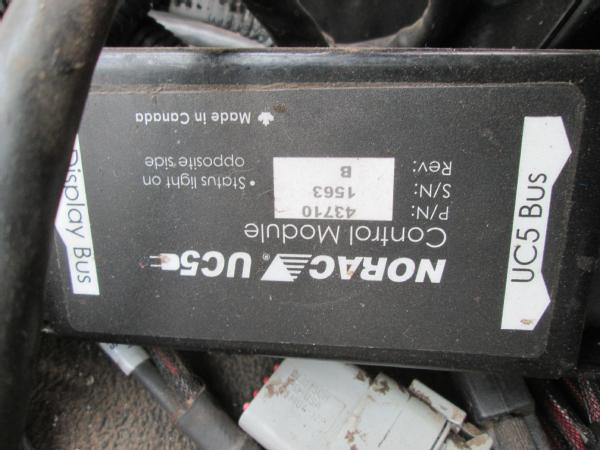 NORAC UC5
Control Module
P/N: 43710
S/N: 1563
Rev: B
• Status light on
opposite side
Made in Canada
UC5 Bus
Display Bus